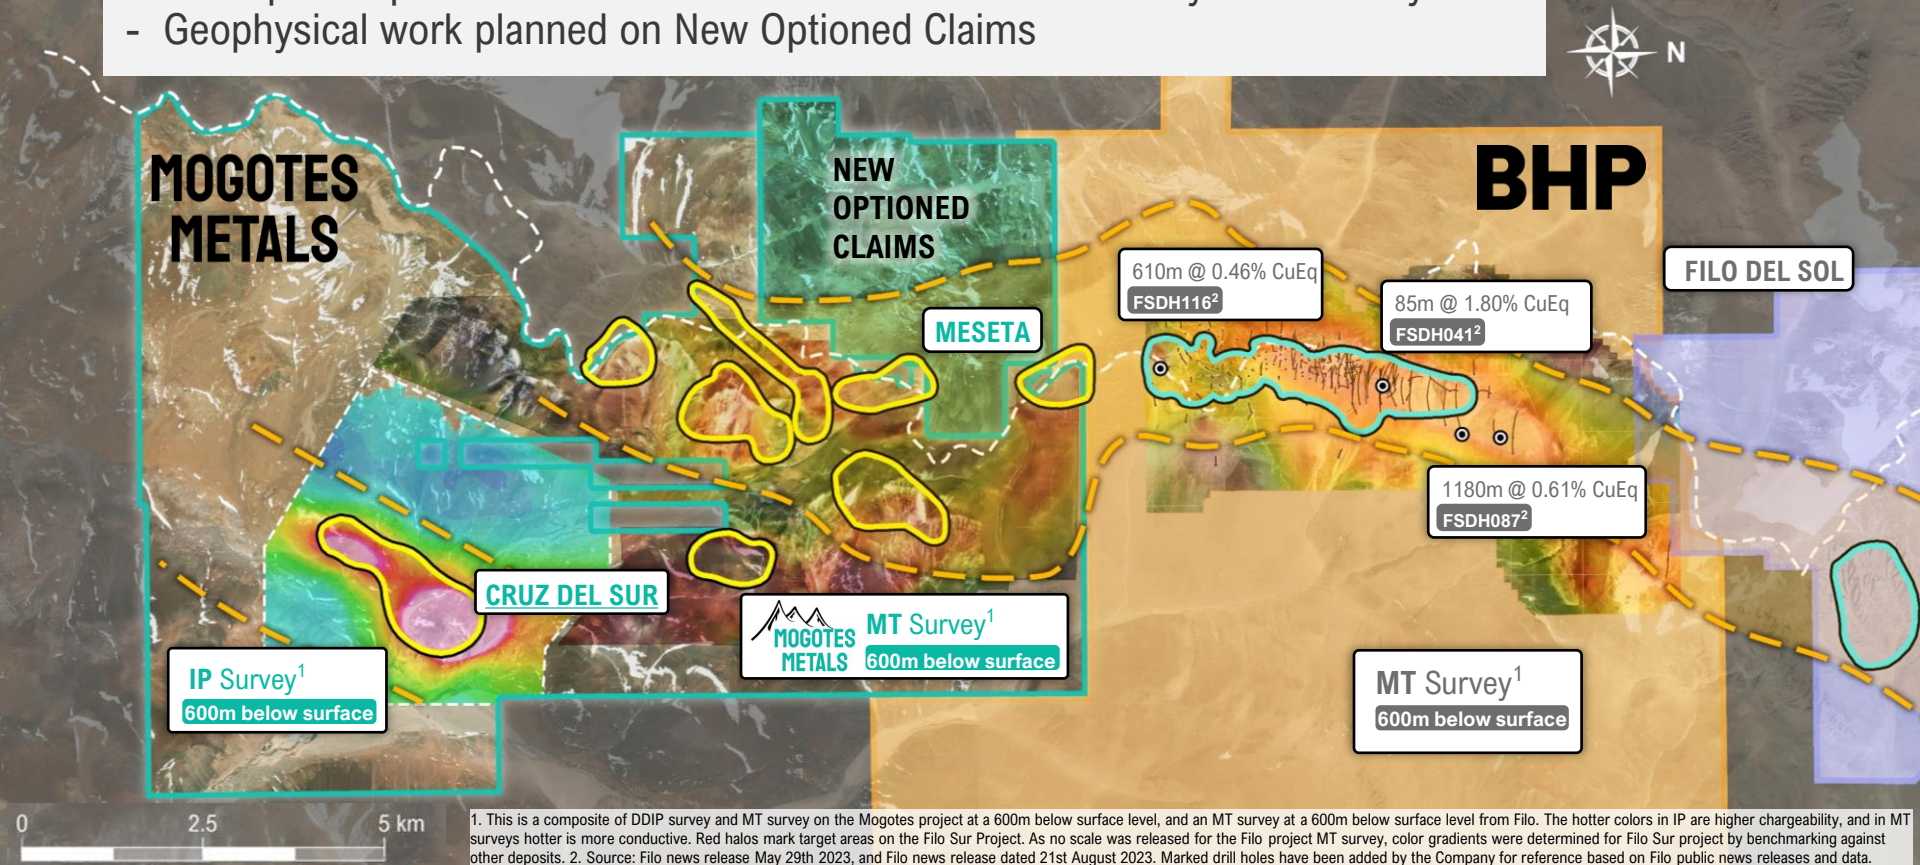 - Geophysical work planned on New Optioned Claims
N
MOGOTES
METALS
NEW
OPTIONED
CLAIMS
BHP
FILO DEL SOL
610m @ 0.46% CuEq
FSDH116²
85m @ 1.80% CuEq
FSDH041²
MESETA
1180m @ 0.61% CuEq
FSDH087²
CRUZ DEL SUR
MOGOTES
METALS
MT Survey¹
600m below surface
IP Survey¹
600m below surface
MT Survey¹
600m below surface
0 2.5 5 km
1. This is a composite of DDIP survey and MT survey on the Mogotes project at a 600m below surface level, and an MT survey at a 600m below surface level from Filo. The hotter colors in IP are higher chargeability, and in MT
surveys hotter is more conductive. Red halos mark target areas on the Filo Sur Project. As no scale was released for the Filo project MT survey, color gradients were determined for Filo Sur project by benchmarking against
other deposits. 2. Source: Filo news release May 29th 2023, and Filo news release dated 21st August 2023. Marked drill holes have been added by the Company for reference based on Filo public news releases and data.